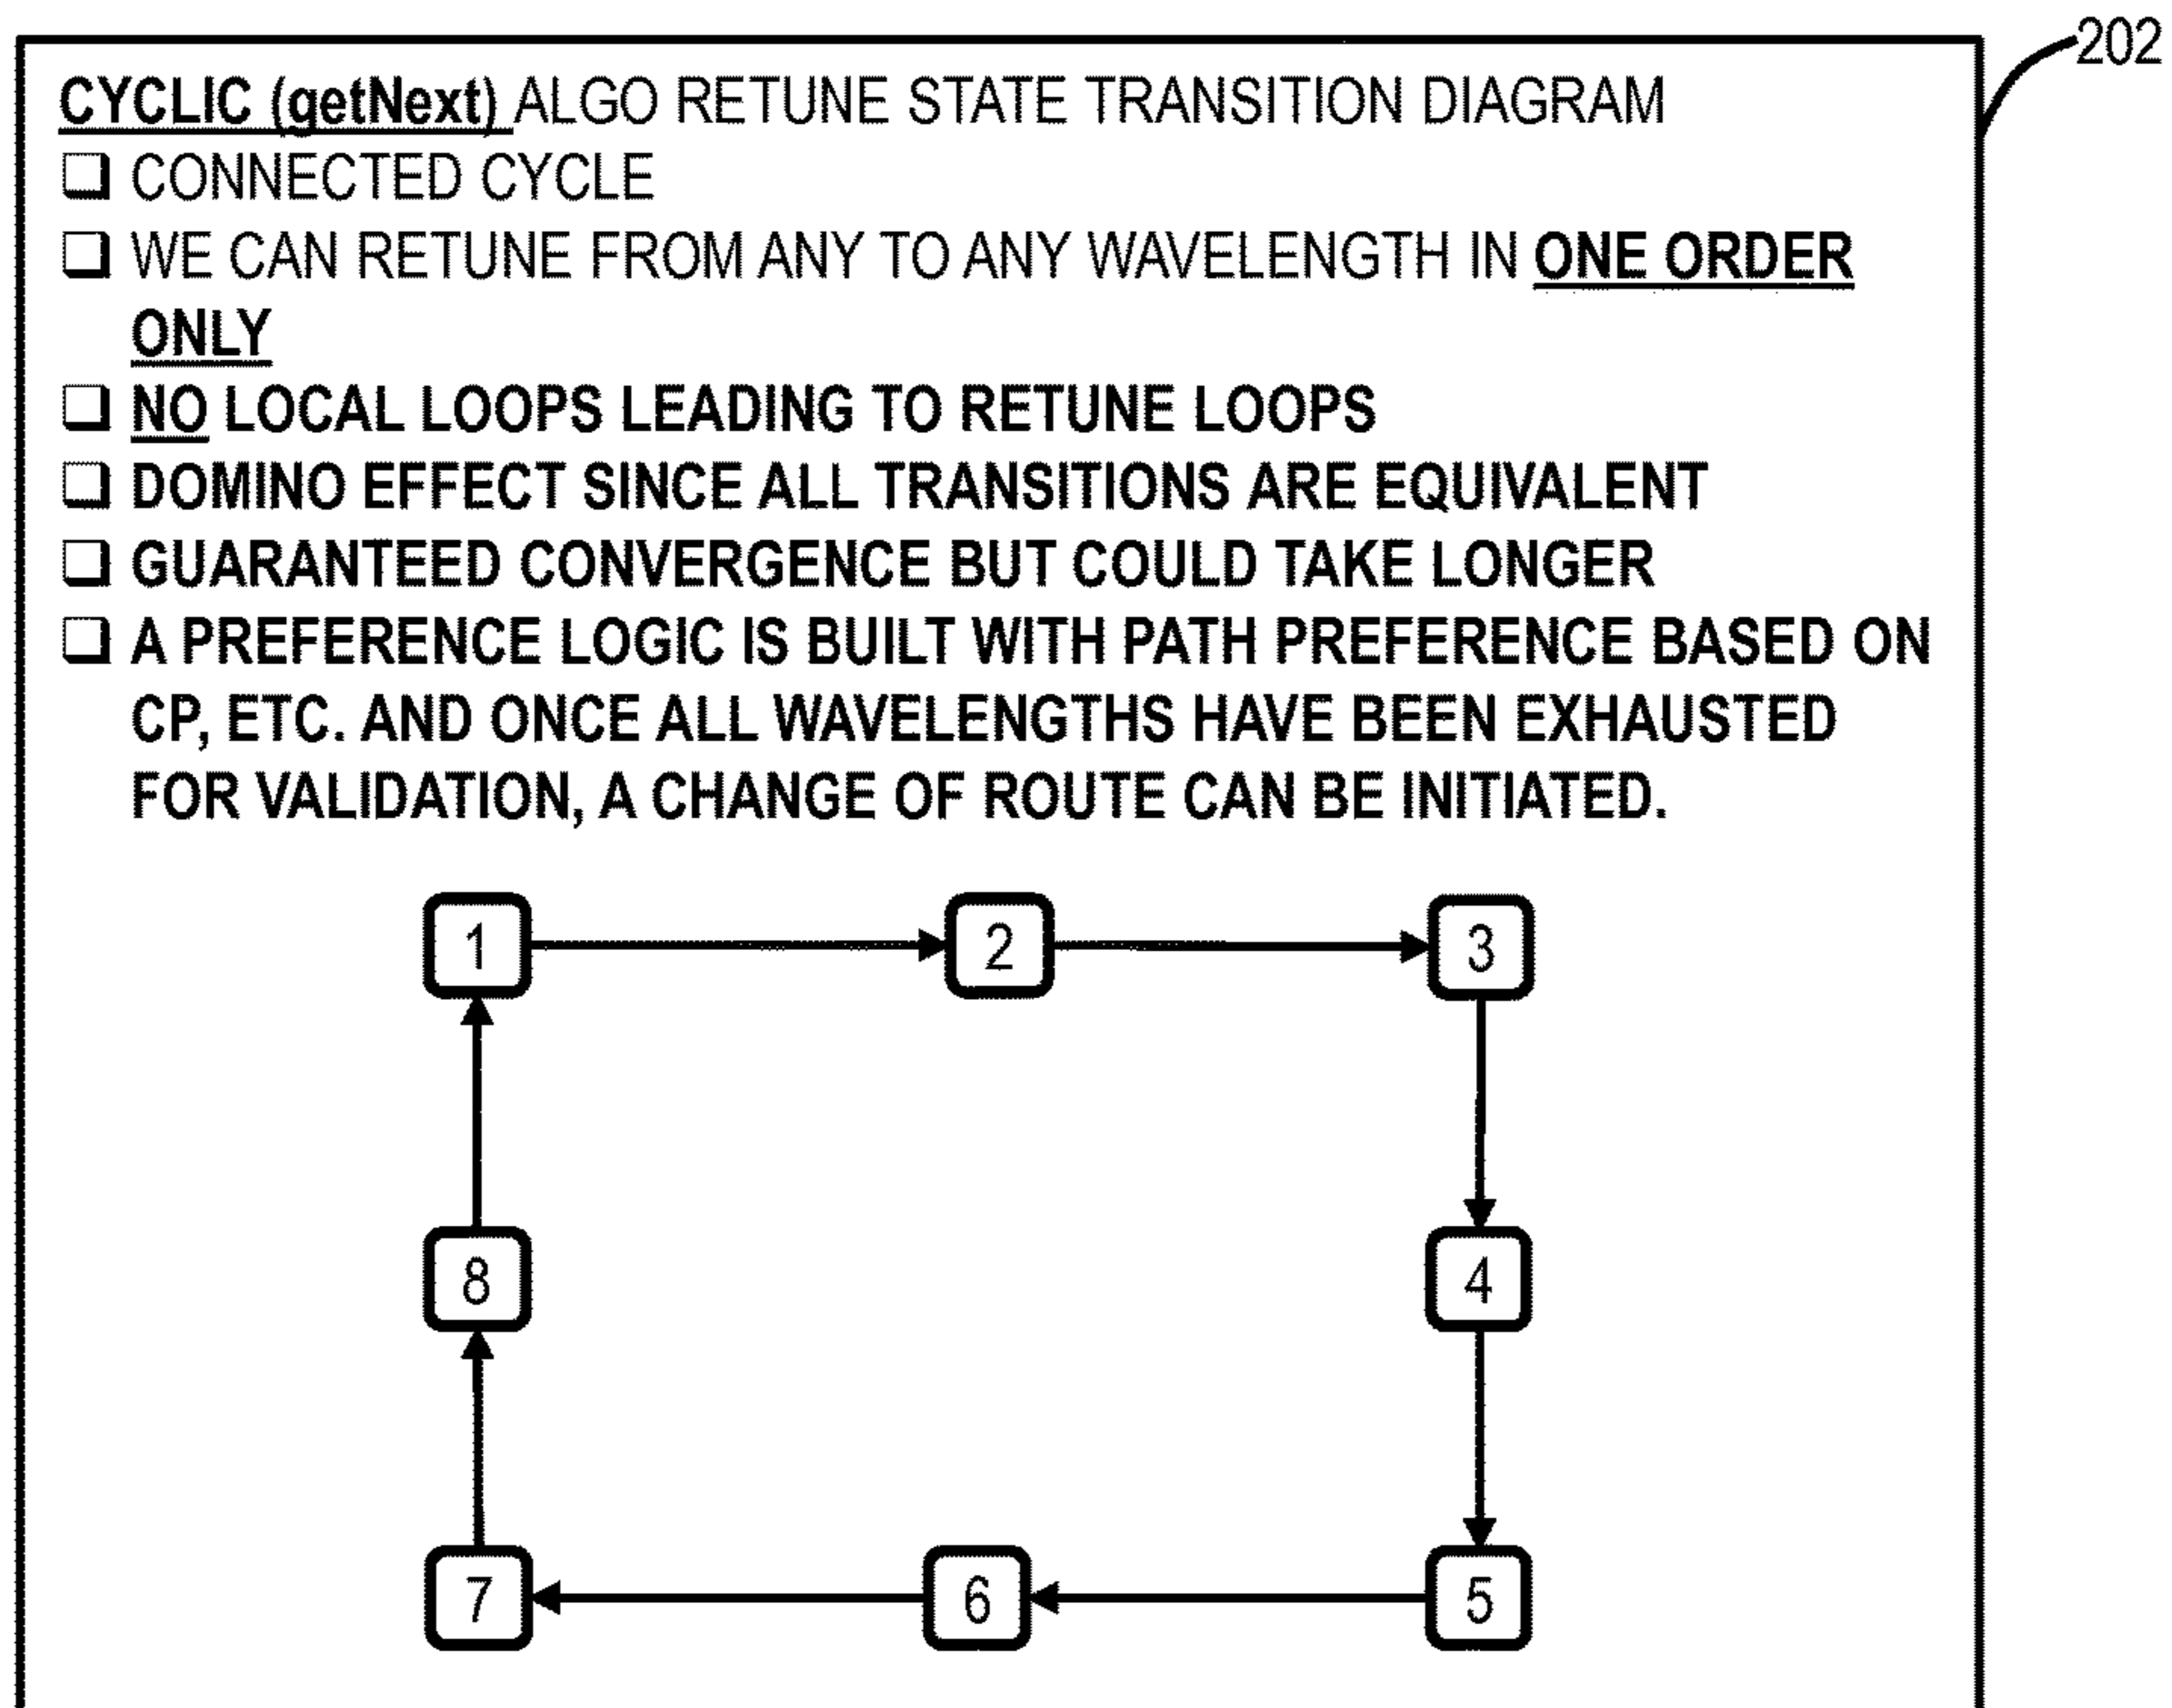 202
CYCLIC (getNext) ALGO RETUNE STATE TRANSITION DIAGRAM
❑ CONNECTED CYCLE
❑ WE CAN RETUNE FROM ANY TO ANY WAVELENGTH IN ONE ORDER
ONLY
❑ NO LOCAL LOOPS LEADING TO RETUNE LOOPS
❑ DOMINO EFFECT SINCE ALL TRANSITIONS ARE EQUIVALENT
❑ GUARANTEED CONVERGENCE BUT COULD TAKE LONGER
❑ A PREFERENCE LOGIC IS BUILT WITH PATH PREFERENCE BASED ON
CP, ETC. AND ONCE ALL WAVELENGTHS HAVE BEEN EXHAUSTED
FOR VALIDATION, A CHANGE OF ROUTE CAN BE INITIATED.
1 2 3
8 4
7 6 5